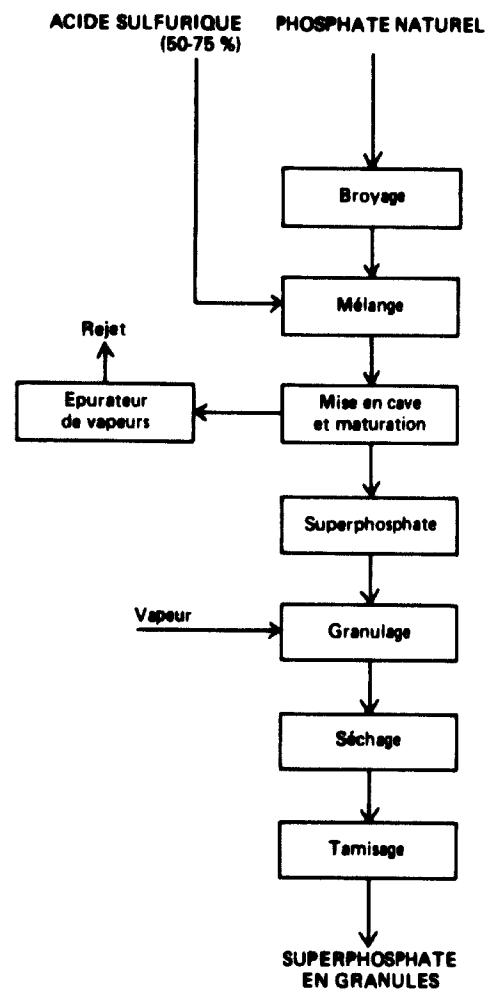 ACIDE SULFURIQUE
(50-75 %)
PHOSPHATE NATUREL
Broyage
Mélange
Rejet
Epurateur
de vapeurs
Mise en cave
et maturation
Superphosphate
Vapeur
Granulage
Séchage
Tamisage
SUPERPHOSPHATE
EN GRANULES